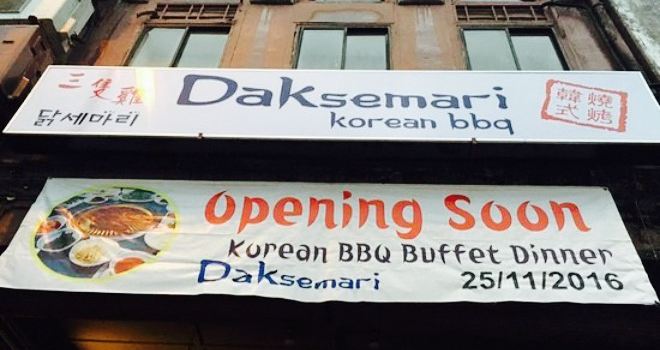 三隻雞
닭세마리
Daksemari
korean bbq
韓燒
式烤
Opening Soon
Korean BBQ Buffet Dinner
Daksemari 25/11/2016